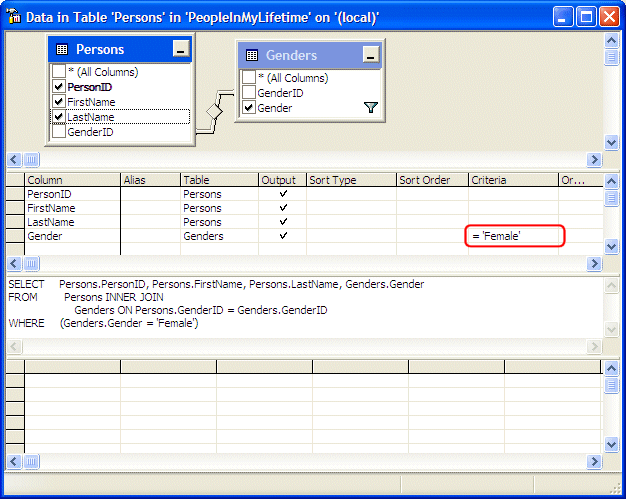 Data in Table 'Persons' in 'PeopleInMyLifetime' on '(local)'
Persons
* (All Columns)
PersonID
FirstName
LastName
GenderID
Genders
* (All Columns)
GenderID
Gender
Column Alias Table Output Sort Type Sort Order Criteria Or...
PersonID Persons
FirstName Persons
LastName Persons
Gender Genders = 'Female'
SELECT Persons.PersonID, Persons.FirstName, Persons.LastName, Genders.Gender
FROM Persons INNER JOIN
Genders ON Persons.GenderID = Genders.GenderID
WHERE (Genders.Gender = 'Female')